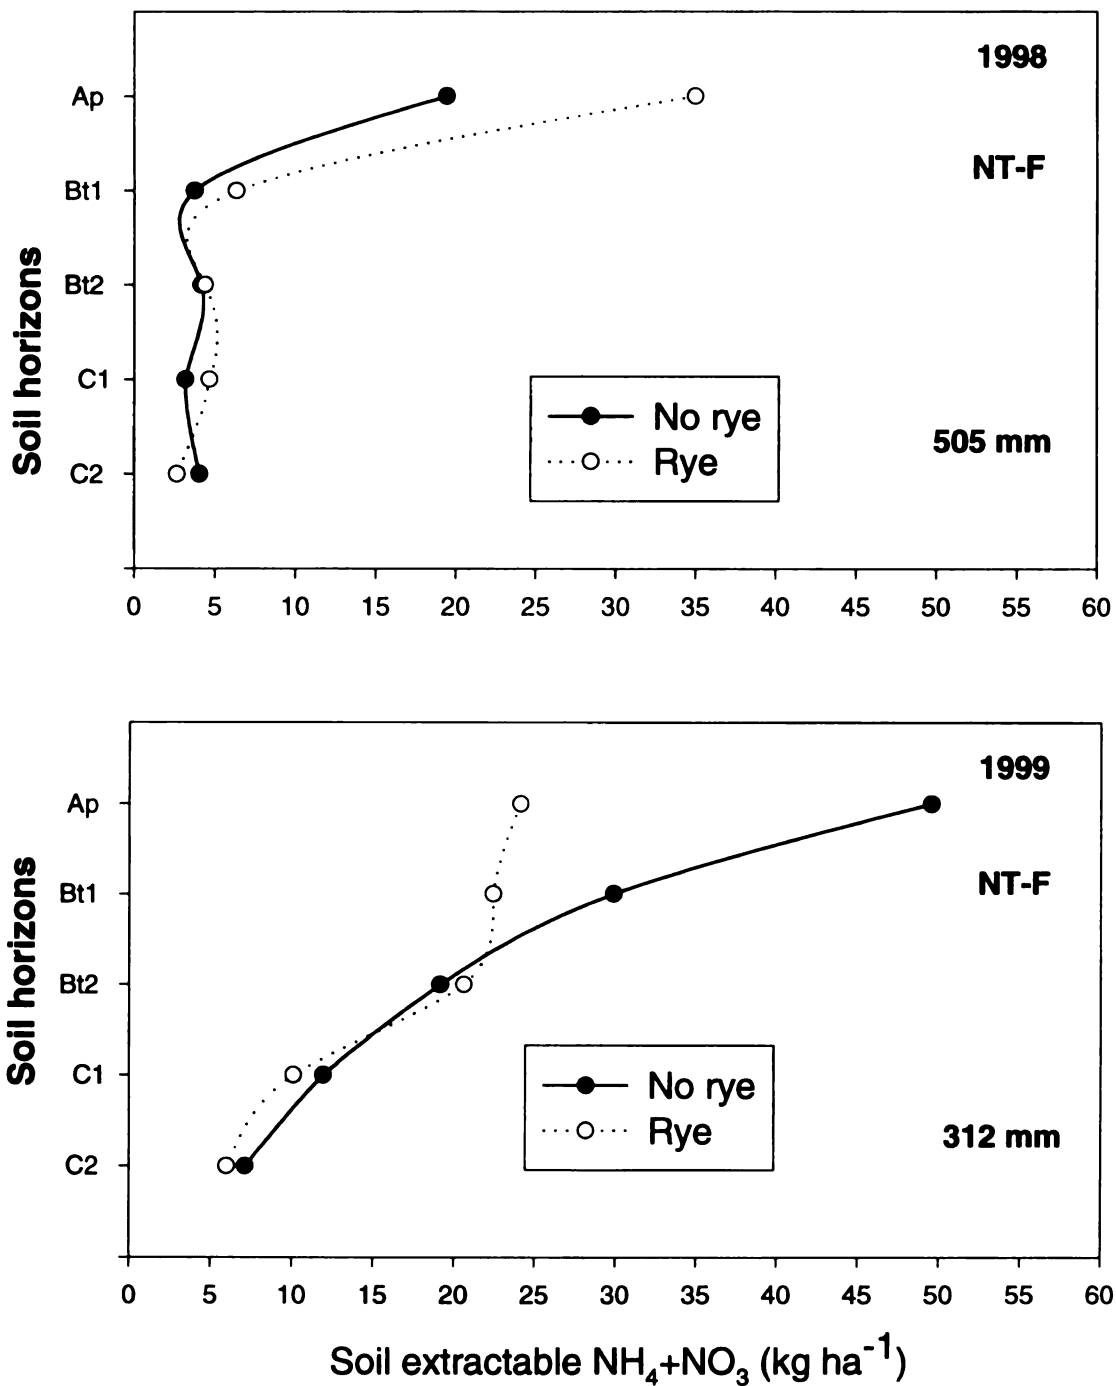 1998
Ap
NT-F
Bt1
Bt2
C1
C2
Soil horizons
No rye
Rye
505 mm
0 5 10 15 20 25 30 35 40 45 50 55 60
1999
Ap
NT-F
Bt1
Bt2
C1
C2
Soil horizons
No rye
Rye
312 mm
0 5 10 15 20 25 30 35 40 45 50 55 60
Soil extractable NH₄+NO₃ (kg ha⁻¹)